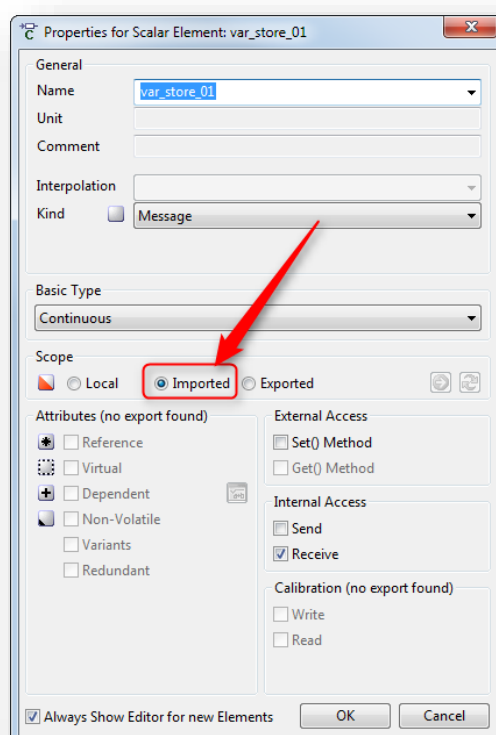 Properties for Scalar Element: var_store_01
General
Name var_store_01
Unit
Comment
Interpolation
Kind Message
Basic Type
Continuous
Scope
Local Imported Exported
Attributes (no export found)
Reference
Virtual
Dependent
Non-Volatile
Variants
Redundant
External Access
Set() Method
Get() Method
Internal Access
Send
Receive
Calibration (no export found)
Write
Read
Always Show Editor for new Elements OK Cancel